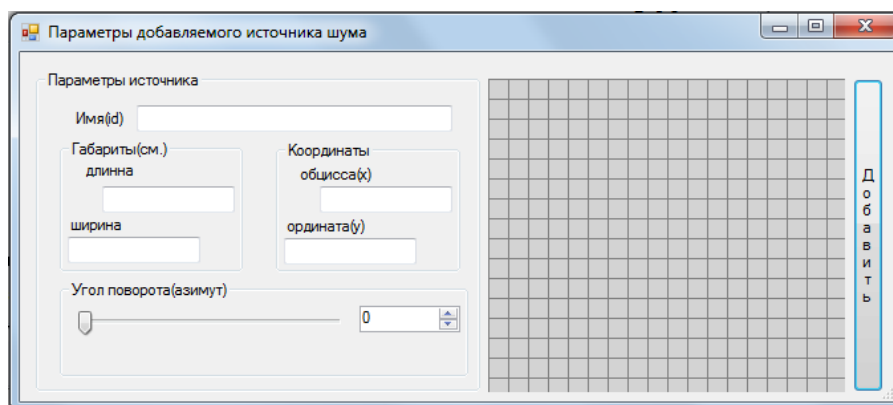 Параметры добавляемого источника шума
Параметры источника
Имя(id)
Габариты(см.)
длинна
ширина
Координаты
обцисса(x)
ордината(y)
Угол поворота(азимут)
0
Добавить